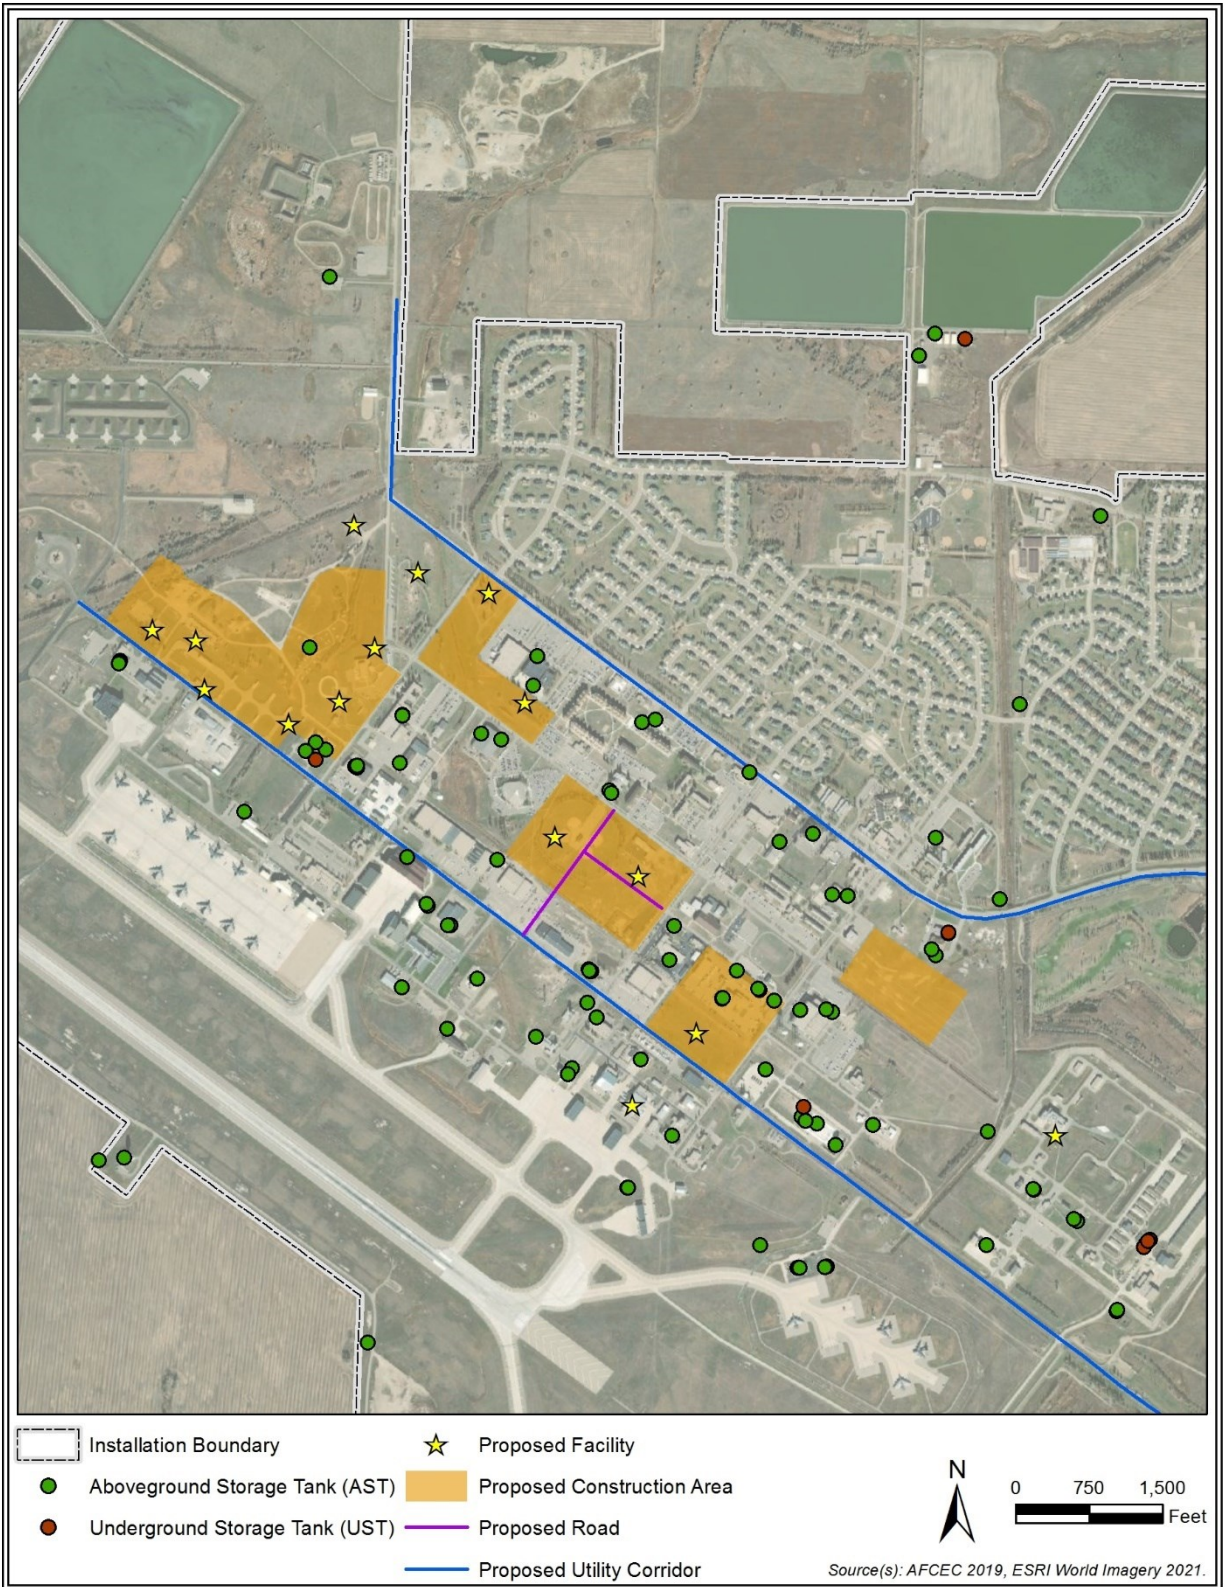 Installation Boundary
Aboveground Storage Tank (AST)
Underground Storage Tank (UST)
Proposed Facility
Proposed Construction Area
Proposed Road
Proposed Utility Corridor
N
0 750 1,500
Feet
Source(s): AFCEC 2019, ESRI World Imagery 2021.